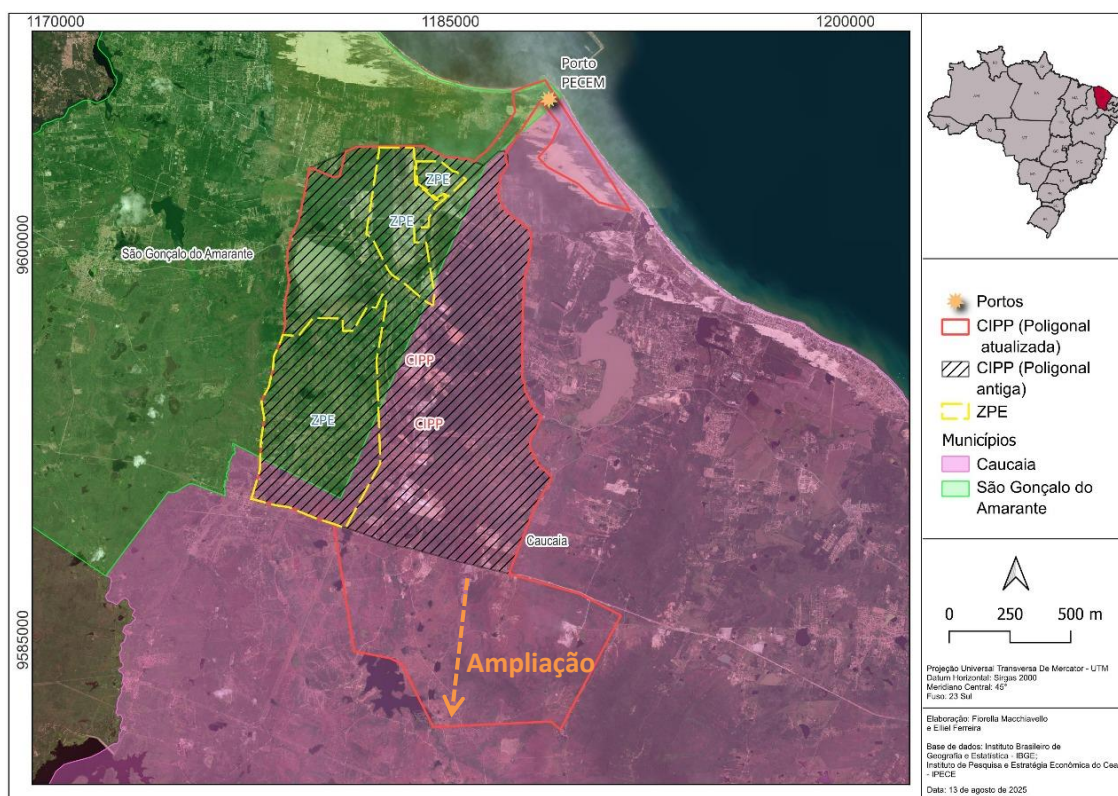 1170000
1185000
1200000
9600000
9585000
Porto
PECEM
ZPE
ZPE
São Gonçalo do Amarante
CIPP
ZPE
CIPP
Caucaia
Ampliação
Portos
CIPP (Poligonal
atualizada)
CIPP (Poligonal
antiga)
ZPE
Municípios
Caucaia
São Gonçalo do
Amarante
0 250 500 m
Projeção Universal Transversa De Mercator - UTM
Datum Horizontal: Sirgas 2000
Meridiano Central: 45°
Fuso: 23 Sul
Elaboração: Fiorella Macchiavello
e Elliel Ferreira
Base de dados: Instituto Brasileiro de
Geografia e Estatística - IBGE;
Instituto de Pesquisa e Estratégia Econômica do Cea
- IPECE
Data: 13 de agosto de 2025